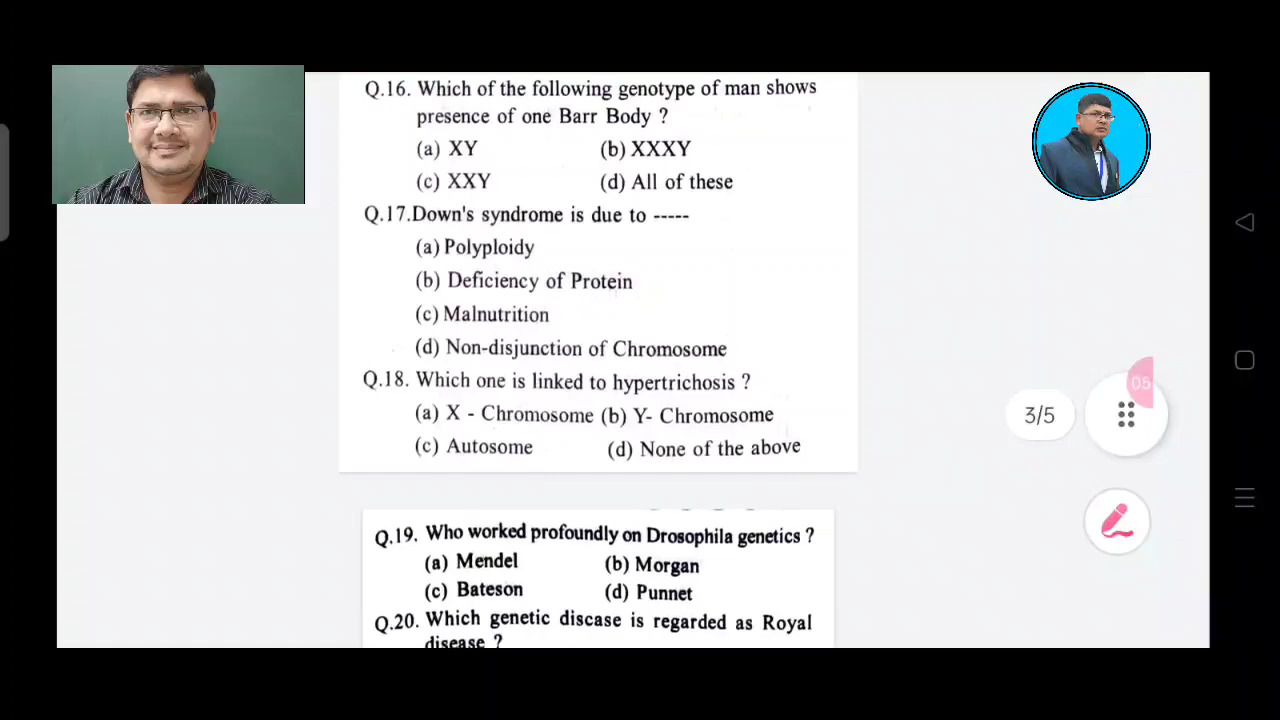 Q.16. Which of the following genotype of man shows
presence of one Barr Body ?
(a) XY (b) XXXY
(c) XXY (d) All of these
Q.17.Down's syndrome is due to -----
(a) Polyploidy
(b) Deficiency of Protein
(c) Malnutrition
(d) Non-disjunction of Chromosome
Q.18. Which one is linked to hypertrichosis ?
(a) X - Chromosome (b) Y- Chromosome
(c) Autosome (d) None of the above
05
3/5
Q.19. Who worked profoundly on Drosophila genetics ?
(a) Mendel (b) Morgan
(c) Bateson (d) Punnet
Q.20. Which genetic disease is regarded as Royal
disease ?